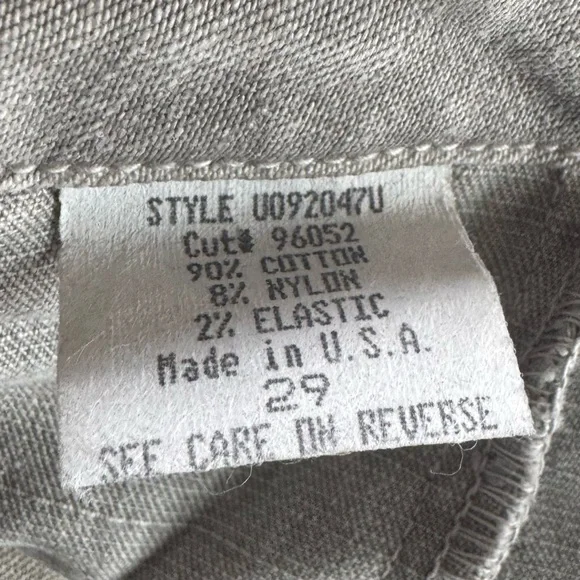 STYLE U092047U
Cut# 96052
90% COTTON
8% NYLON
2% ELASTIC
Made in U.S.A.
29
SEE CARE ON REVERSE